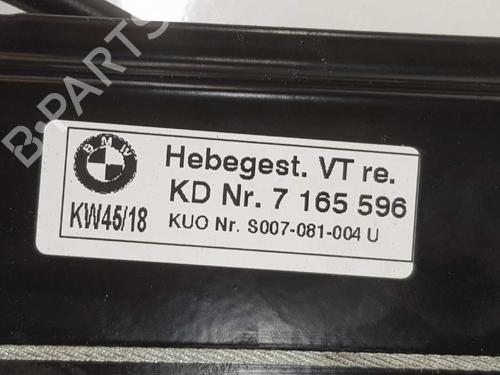 B-PARTS
BMW
Hebegest. VT re.
KD Nr. 7 165 596
KW45/18
KUO Nr. S007-081-004 U